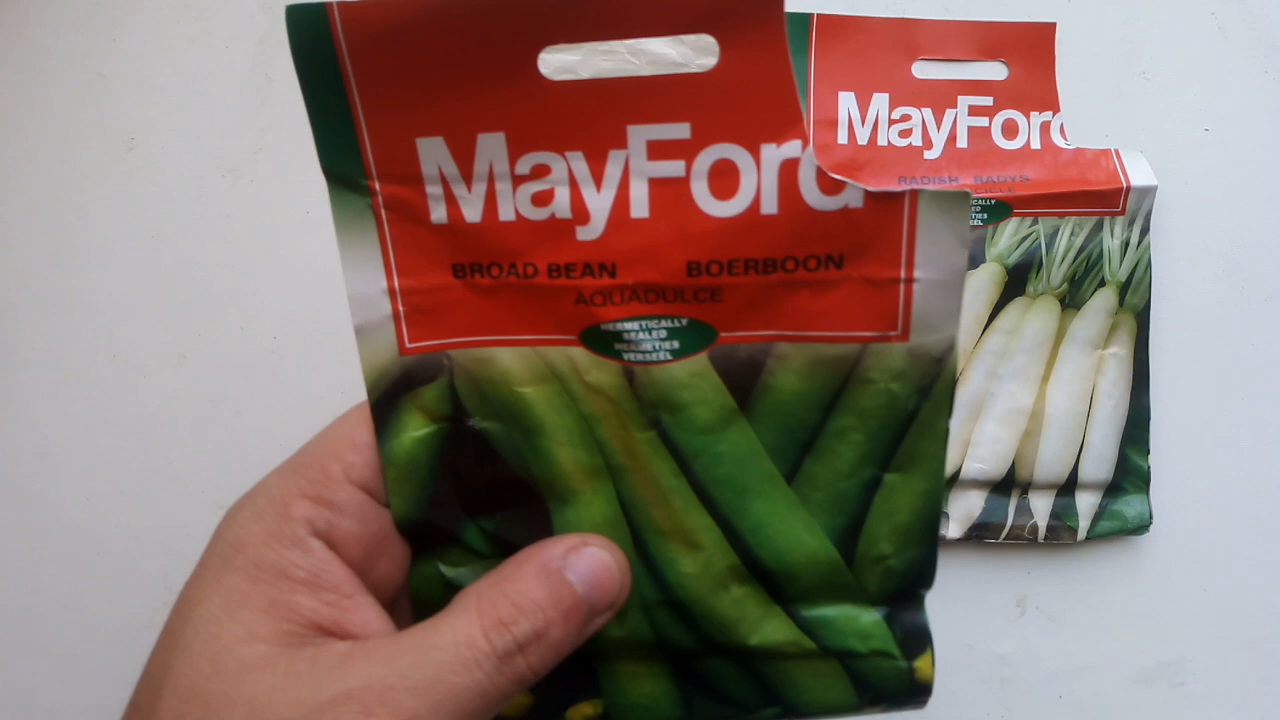 MayFord
BROAD BEAN BOERBOON
AQUADULCE
HERMETICALLY
SEALED
HERMETIES
VERSEËL
MayFord
RADISH RADYS